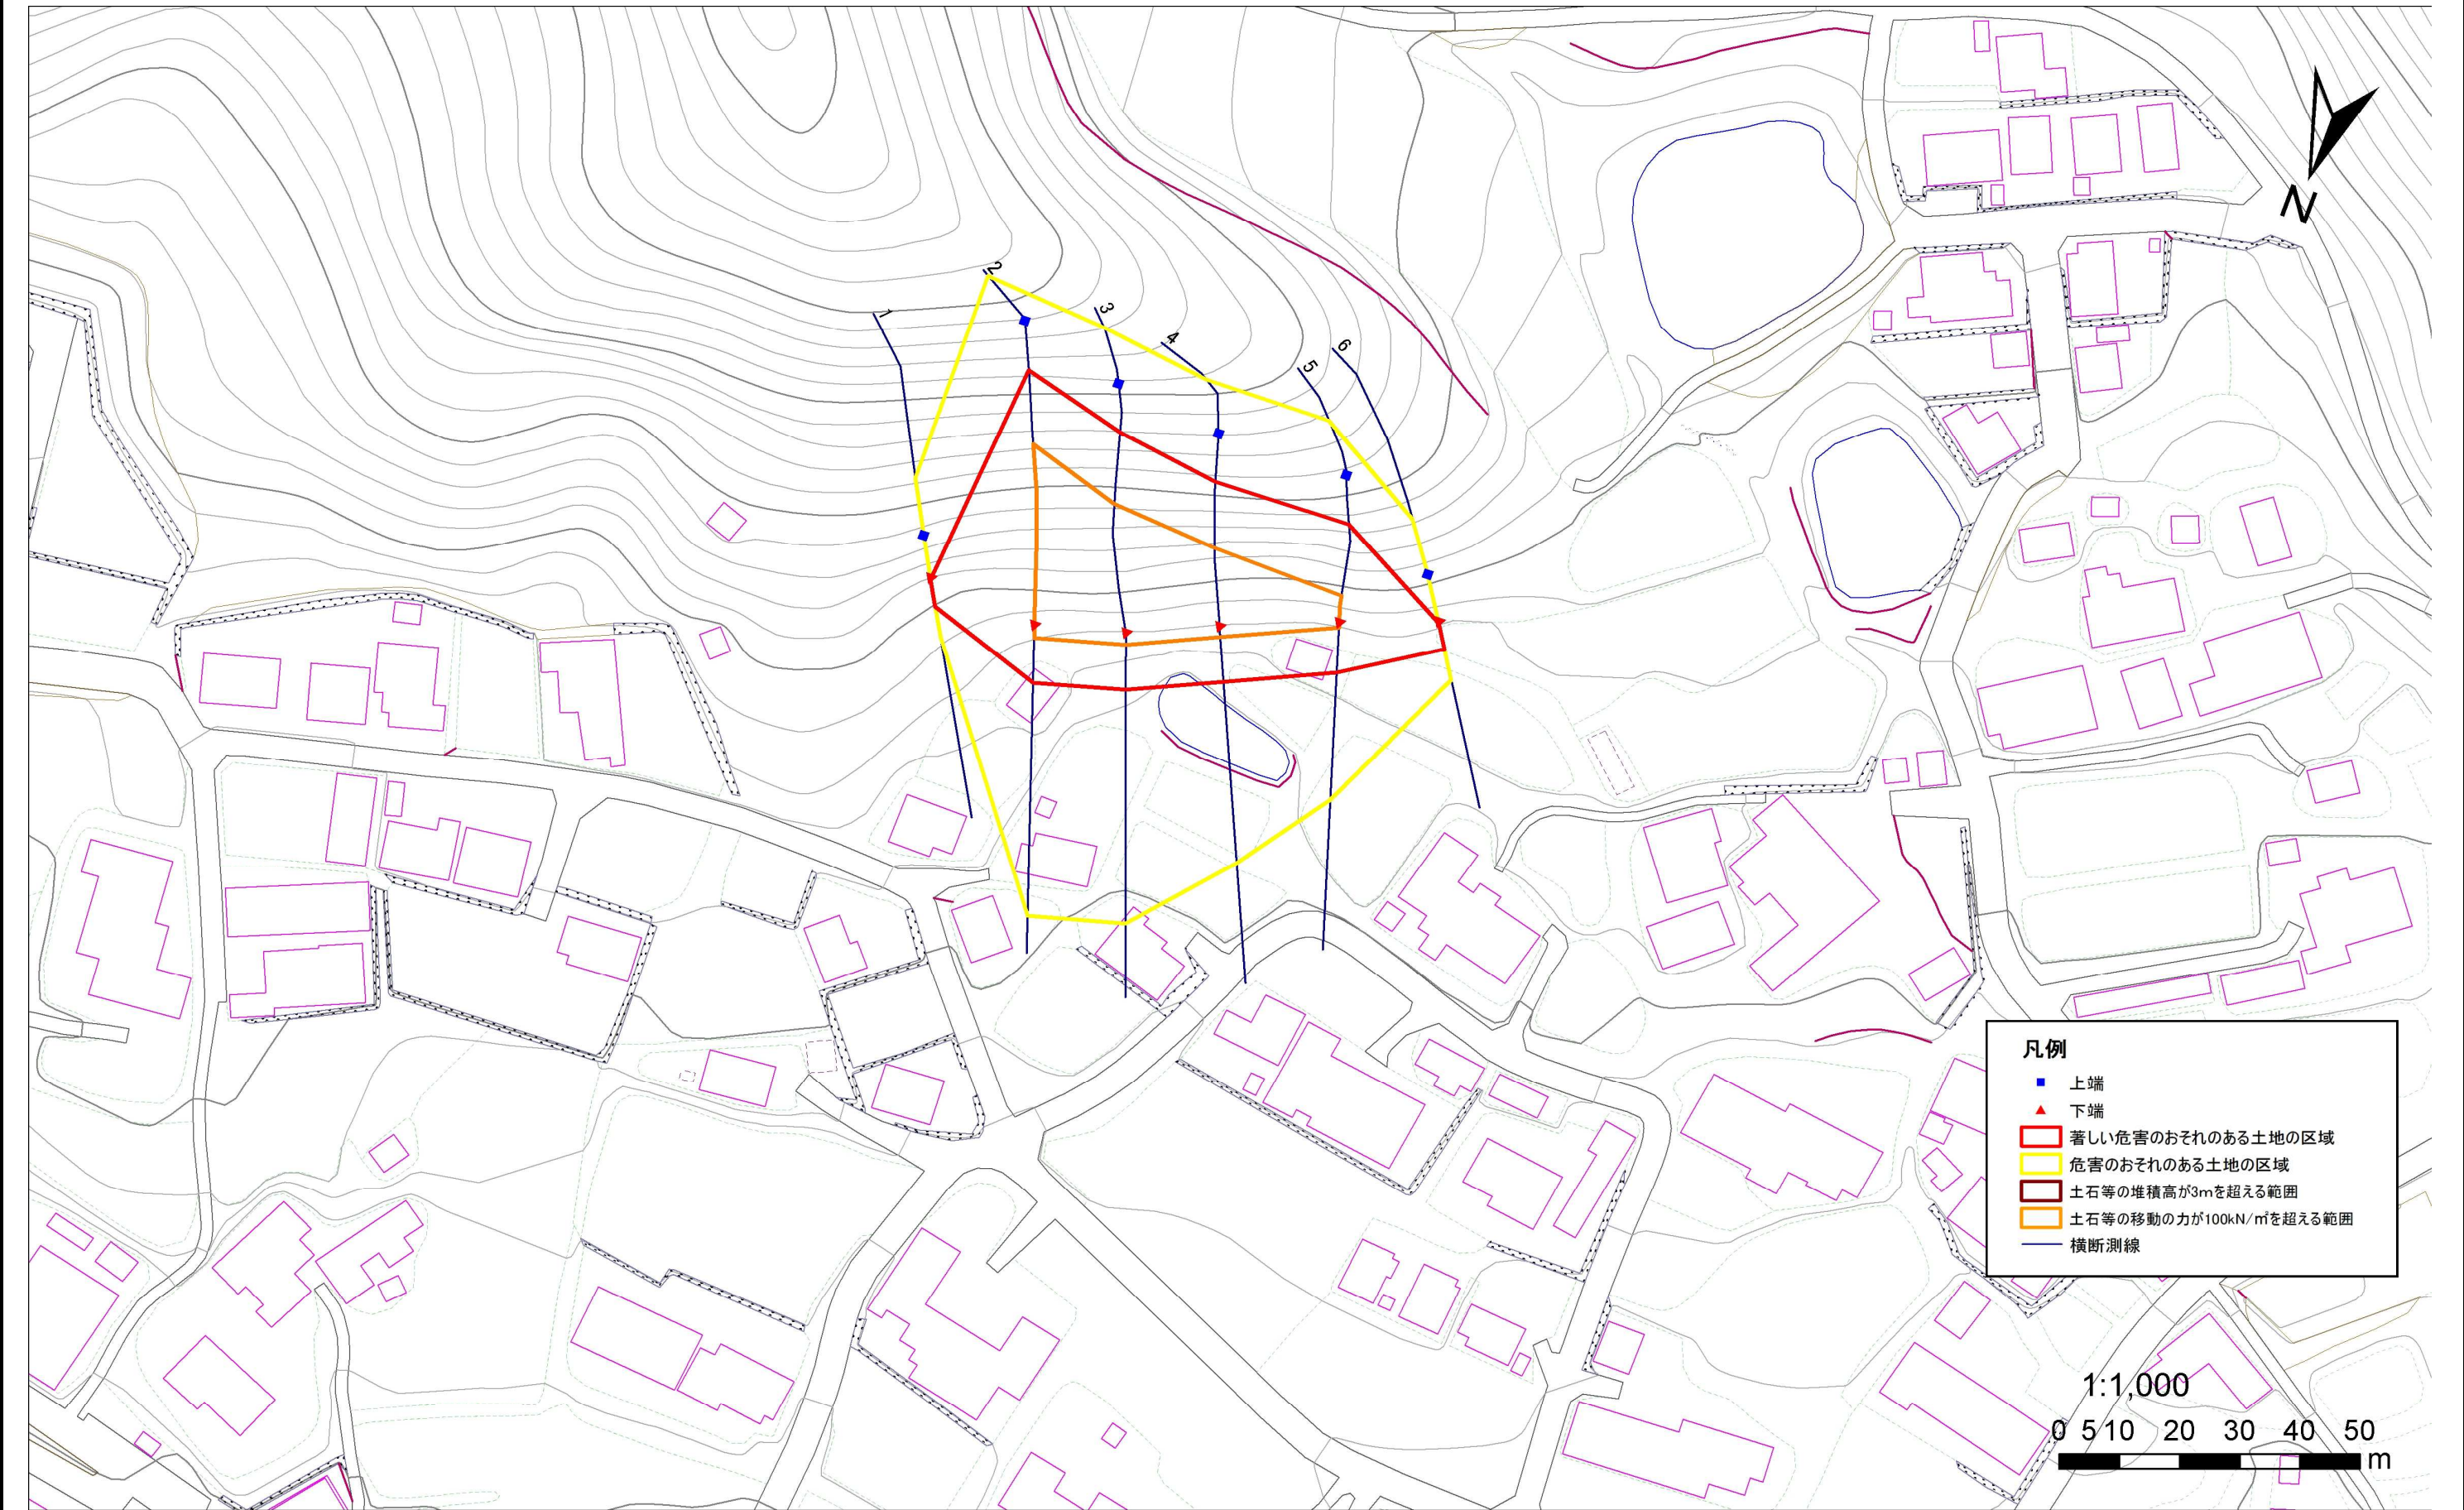 N
2
1
3
4
6
5
凡例
上端
下端
著しい危害のおそれのある土地の区域
危害のおそれのある土地の区域
土石等の堆積高が3mを超える範囲
土石等の移動の力が100kN/㎡を超える範囲
横断測線
1:1,000
0 5 10 20 30 40 50
m